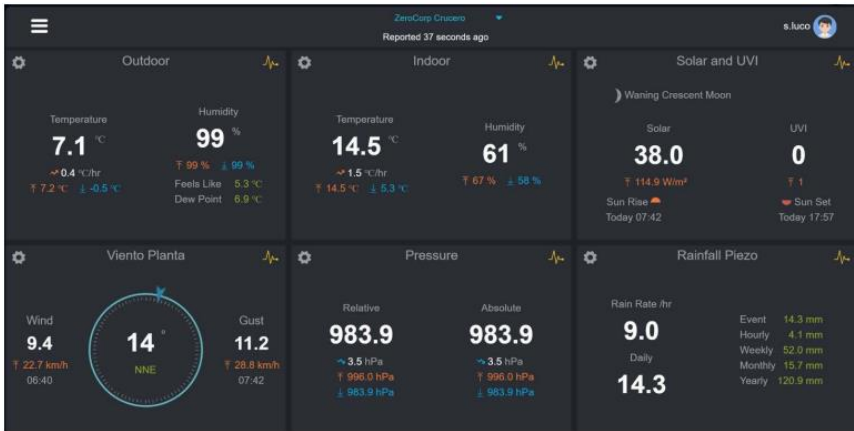 ZeroCorp Crucero
Reported 37 seconds ago
s.luco
Outdoor
Temperature
7.1 °C
0.4 °C/hr
7.2 °C -0.5 °C
Humidity
99 %
99 % 99 %
Feels Like 5.3 °C
Dew Point 6.9 °C
Indoor
Temperature
14.5 °C
1.5 °C/hr
14.5 °C 5.3 °C
Humidity
61 %
67 % 58 %
Solar and UVI
Waning Crescent Moon
Solar
38.0
114.9 W/m²
UVI
0
1
Sun Rise
Today 07:42
Sun Set
Today 17:57
Viento Planta
Wind
9.4
22.7 km/h
06:40
14 °
NNE
Gust
11.2
28.8 km/h
07:42
Pressure
Relative
983.9
3.5 hPa
996.0 hPa
983.9 hPa
Absolute
983.9
3.5 hPa
996.0 hPa
983.9 hPa
Rainfall Piezo
Rain Rate /hr
9.0
Daily
14.3
Event 14.3 mm
Hourly 4.1 mm
Weekly 52.0 mm
Monthly 15.7 mm
Yearly 120.9 mm